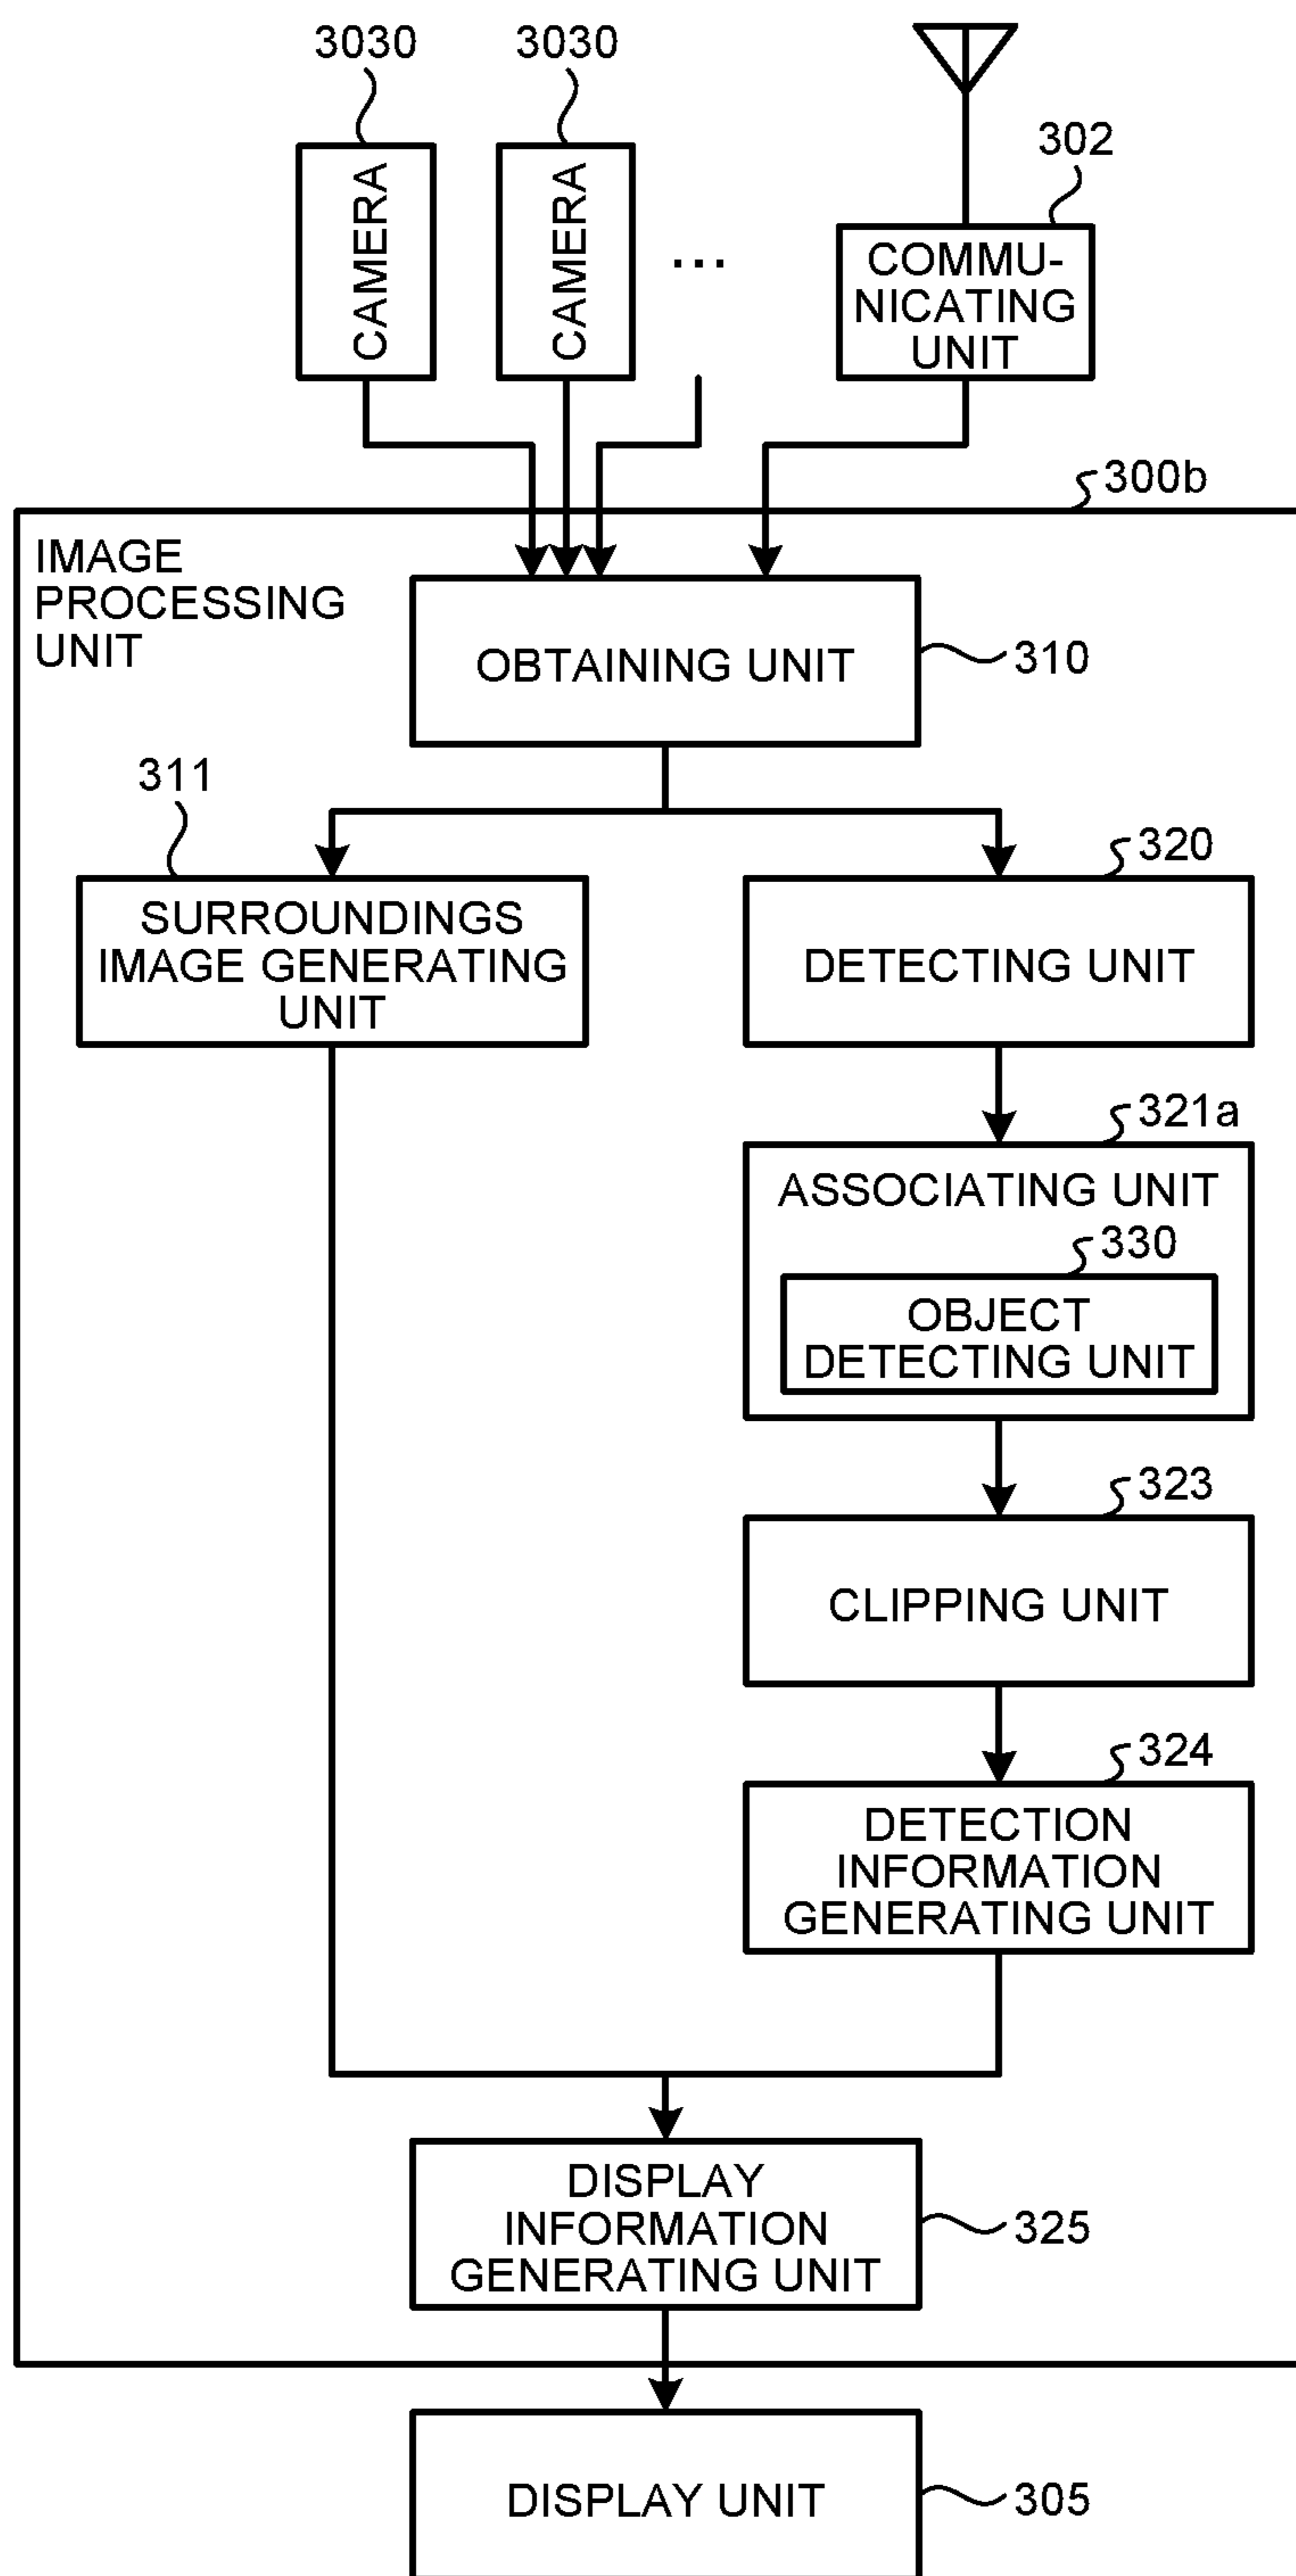 3030
3030
302
CAMERA
CAMERA
...
COMMU-
NICATING
UNIT
300b
IMAGE
PROCESSING
UNIT
OBTAINING UNIT
310
311
320
SURROUNDINGS
IMAGE GENERATING
UNIT
DETECTING UNIT
321a
ASSOCIATING UNIT
330
OBJECT
DETECTING UNIT
323
CLIPPING UNIT
324
DETECTION
INFORMATION
GENERATING UNIT
DISPLAY
INFORMATION
GENERATING UNIT
325
DISPLAY UNIT
305